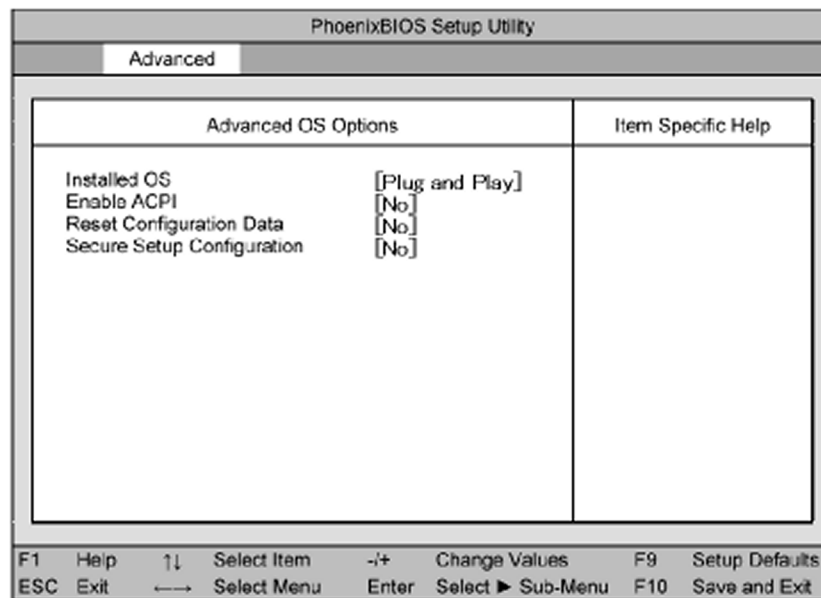 PhoenixBIOS Setup Utility
Advanced
Advanced OS Options
Item Specific Help
Installed OS [Plug and Play]
Enable ACPI [No]
Reset Configuration Data [No]
Secure Setup Configuration [No]
F1 Help ↑↓ Select Item -/+ Change Values F9 Setup Defaults
ESC Exit ←→ Select Menu Enter Select ▶ Sub-Menu F10 Save and Exit